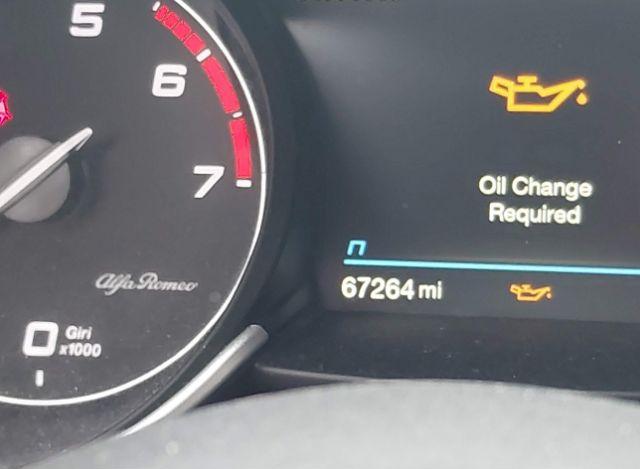 5
6
7
Alfa Romeo
0
Giri
x1000
Oil Change
Required
n
67264 mi